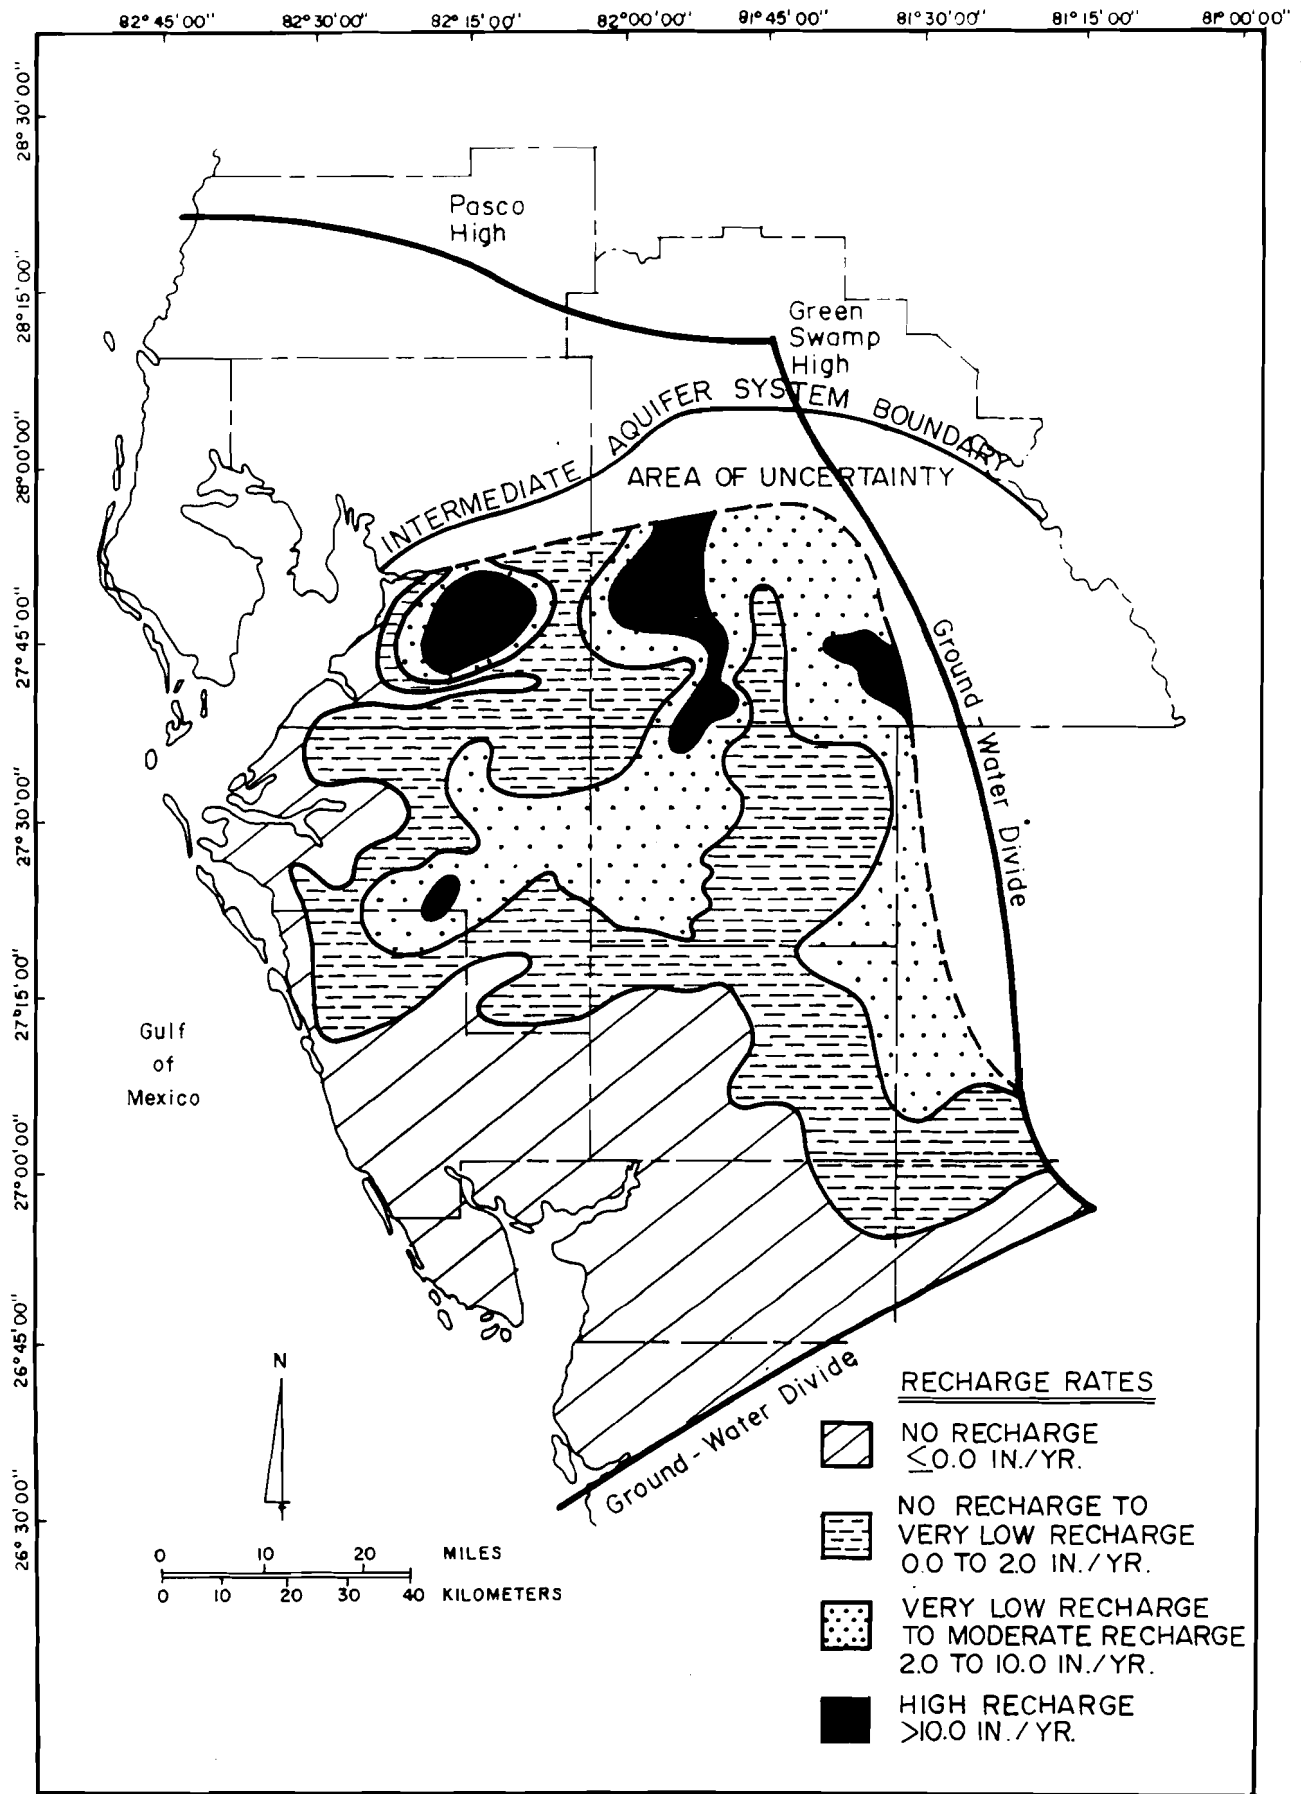 82° 45' 00"
82° 30' 00"
82° 15' 00"
82° 00' 00"
81° 45' 00"
81° 30' 00"
81° 15' 00"
81° 00' 00"
28° 30' 00"
28° 15' 00"
28° 00' 00"
27° 45' 00"
27° 30' 00"
27° 15' 00"
27° 00' 00"
26° 45' 00"
26° 30' 00"
Pasco
High
Green
Swamp
High
INTERMEDIATE AQUIFER SYSTEM BOUNDARY
AREA OF UNCERTAINTY
Ground-Water Divide
Gulf
of
Mexico
Ground-Water Divide
N
0 10 20 MILES
0 10 20 30 40 KILOMETERS
RECHARGE RATES
NO RECHARGE
≤0.0 IN./YR.
NO RECHARGE TO
VERY LOW RECHARGE
0.0 TO 2.0 IN./YR.
VERY LOW RECHARGE
TO MODERATE RECHARGE
2.0 TO 10.0 IN./YR.
HIGH RECHARGE
>10.0 IN./YR.